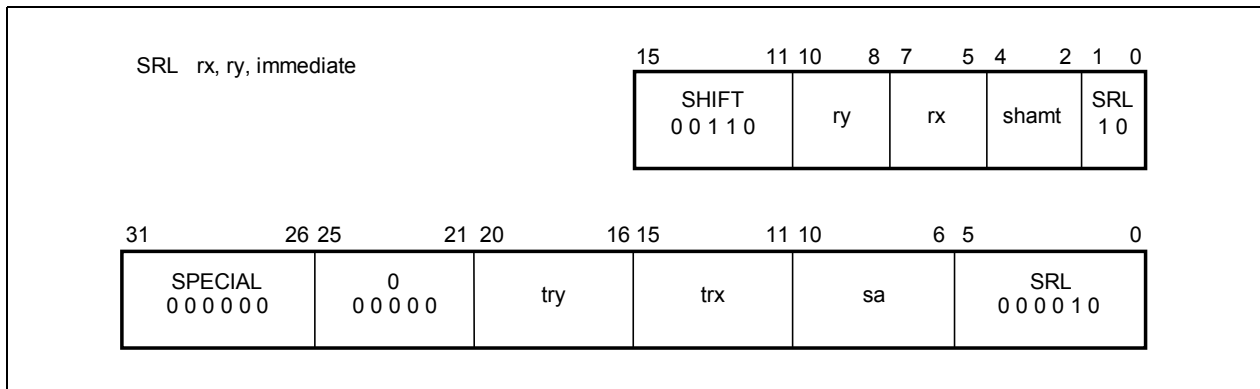 SRL rx, ry, immediate
15 11 10 8 7 5 4 2 1 0
SHIFT
0 0 1 1 0
ry
rx
shamt
SRL
1 0
31 26 25 21 20 16 15 11 10 6 5 0
SPECIAL
0 0 0 0 0 0
0
0 0 0 0 0
try
trx
sa
SRL
0 0 0 0 1 0